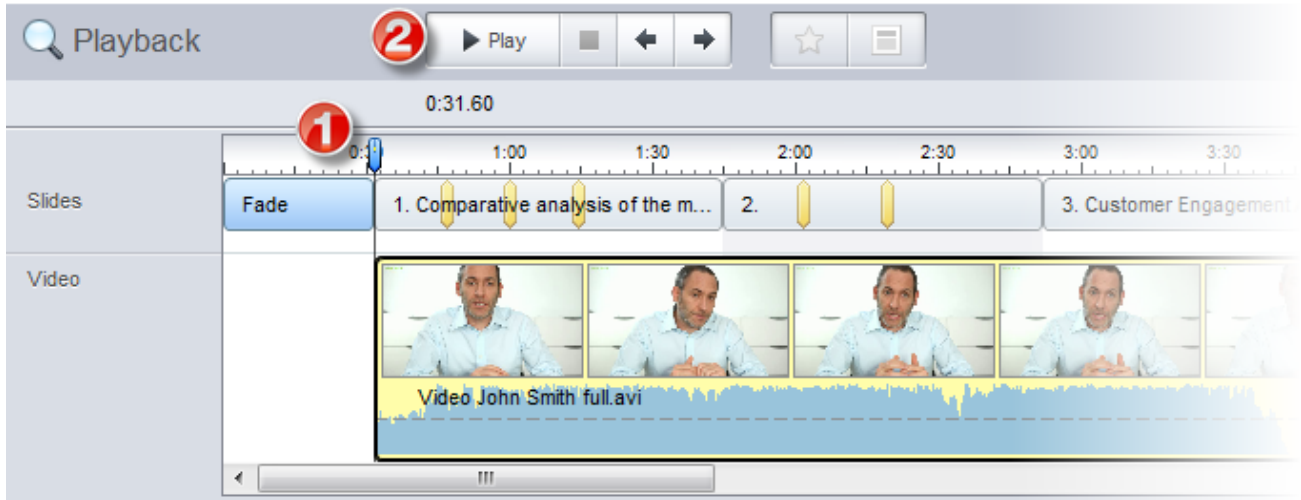 Playback
2
Play
0:31.60
1
1:00
1:30
2:00
2:30
3:00
3:30
Slides
Fade
1. Comparative analysis of the m...
2.
3. Customer Engagement
Video
Video John Smith full.avi